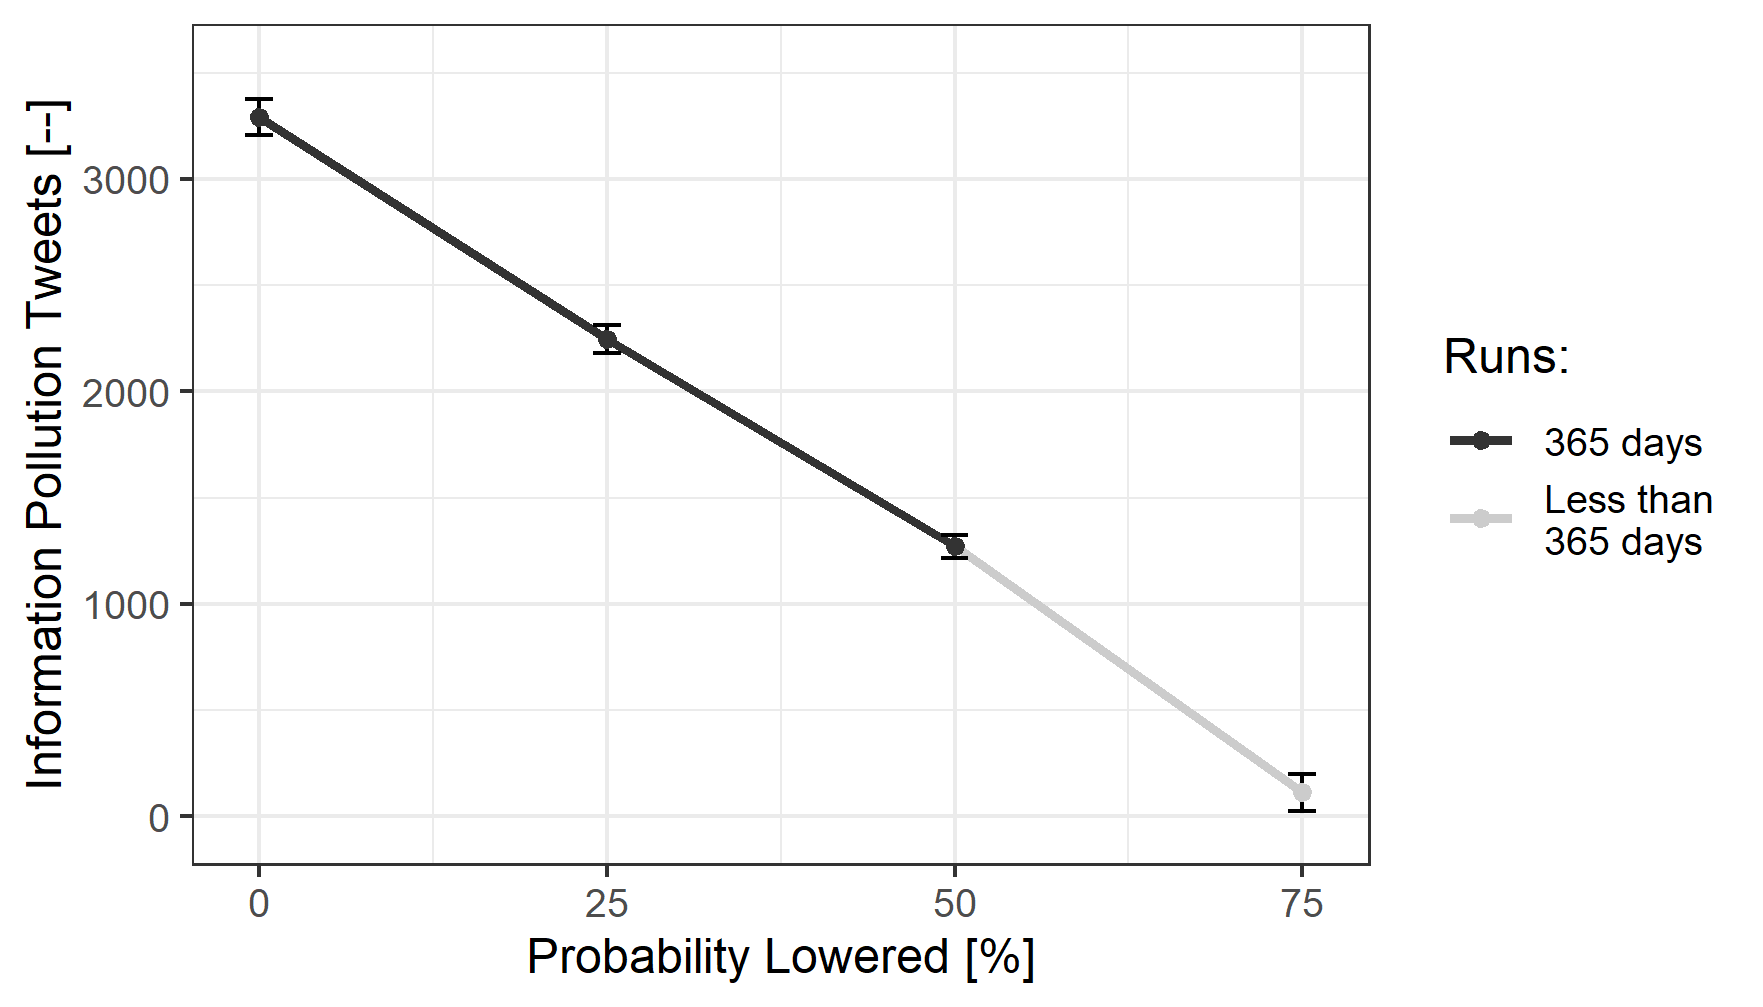 Information Pollution Tweets [--]
3000
2000
1000
0
0 25 50 75
Probability Lowered [%]
Runs:
365 days
Less than
365 days